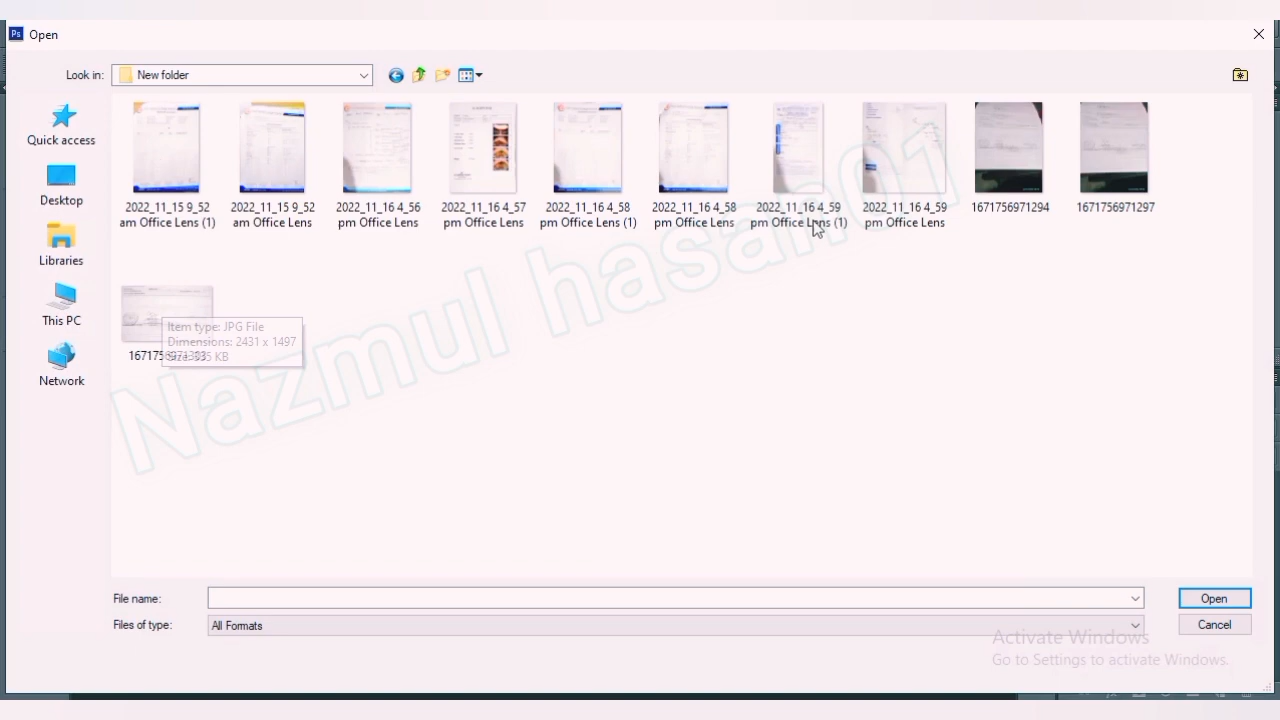 Ps Open
Look in: New folder
Quick access
Desktop
Libraries
This PC
Network
2022_11_15 9_52 am Office Lens (1)
2022_11_15 9_52 am Office Lens
2022_11_16 4_56 pm Office Lens
2022_11_16 4_57 pm Office Lens
2022_11_16 4_58 pm Office Lens (1)
2022_11_16 4_58 pm Office Lens
2022_11_16 4_59 pm Office Lens (1)
2022_11_16 4_59 pm Office Lens
1671756971294
1671756971297
Item type: JPG File
Dimensions: 2431 x 1497
Nazmul hasan01
File name:
Open
Files of type: All Formats
Cancel
Activate Windows
Go to Settings to activate Windows.